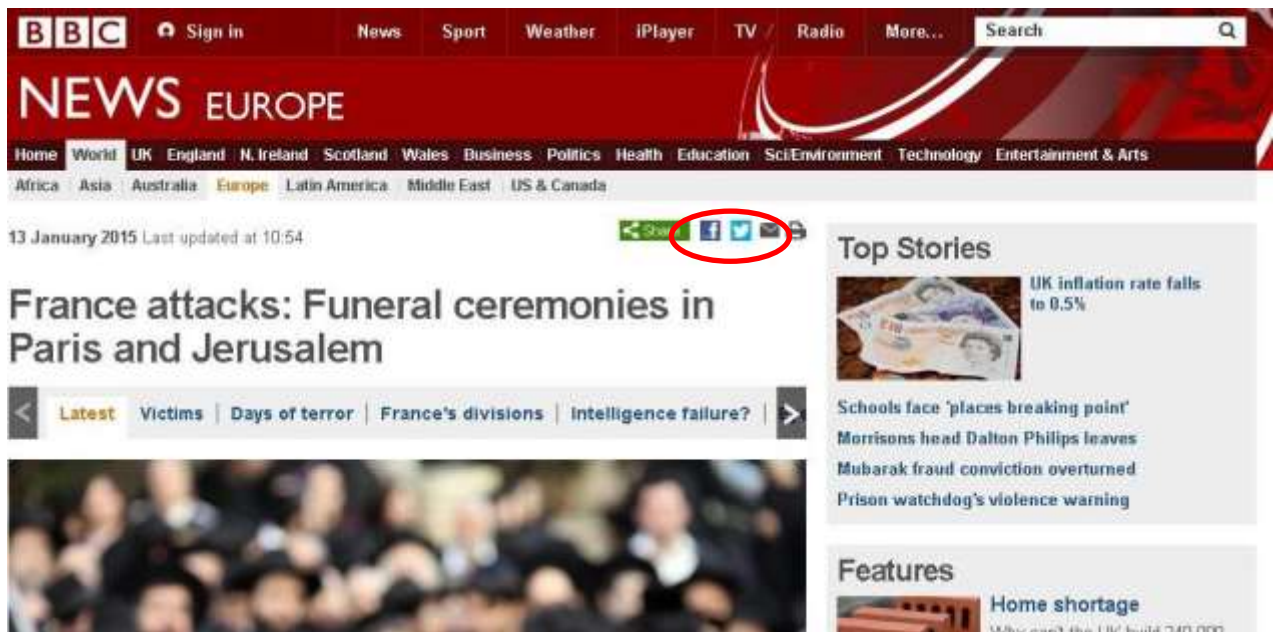 BBC Sign in News Sport Weather iPlayer TV Radio More... Search
NEWS EUROPE
Home World UK England N. Ireland Scotland Wales Business Politics Health Education Sci/Environment Technology Entertainment & Arts
Africa Asia Australia Europe Latin America Middle East US & Canada
13 January 2015 Last updated at 10:54
Share
France attacks: Funeral ceremonies in
Paris and Jerusalem
Latest Victims Days of terror France's divisions Intelligence failure?
Top Stories
UK inflation rate falls
to 0.5%
Schools face 'places breaking point'
Morrisons head Dalton Philips leaves
Mubarak fraud conviction overturned
Prison watchdog's violence warning
Features
Home shortage